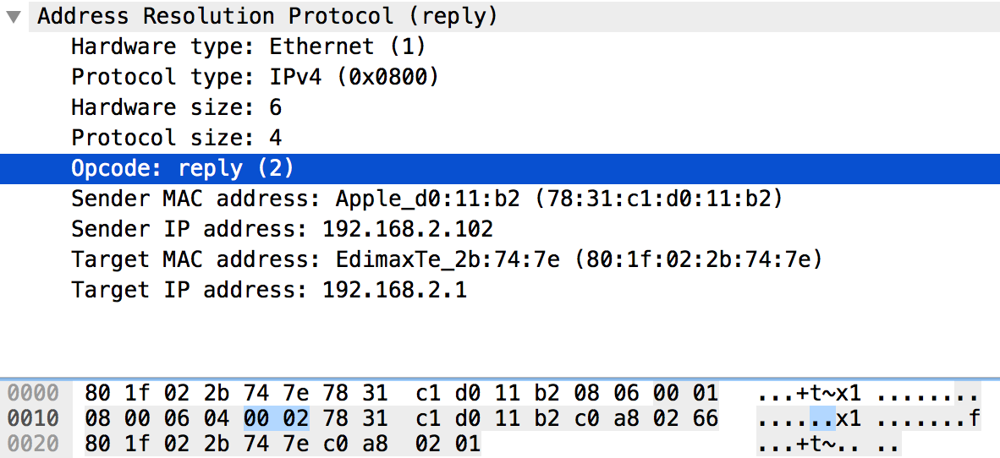 Address Resolution Protocol (reply)
Hardware type: Ethernet (1)
Protocol type: IPv4 (0x0800)
Hardware size: 6
Protocol size: 4
Opcode: reply (2)
Sender MAC address: Apple_d0:11:b2 (78:31:c1:d0:11:b2)
Sender IP address: 192.168.2.102
Target MAC address: EdimaxTe_2b:74:7e (80:1f:02:2b:74:7e)
Target IP address: 192.168.2.1
0000 80 1f 02 2b 74 7e 78 31 c1 d0 11 b2 08 06 00 01 ...+t~x1 ........
0010 08 00 06 04 00 02 78 31 c1 d0 11 b2 c0 a8 02 66 ......x1 .......f
0020 80 1f 02 2b 74 7e c0 a8 02 01 ...+t~.. ..